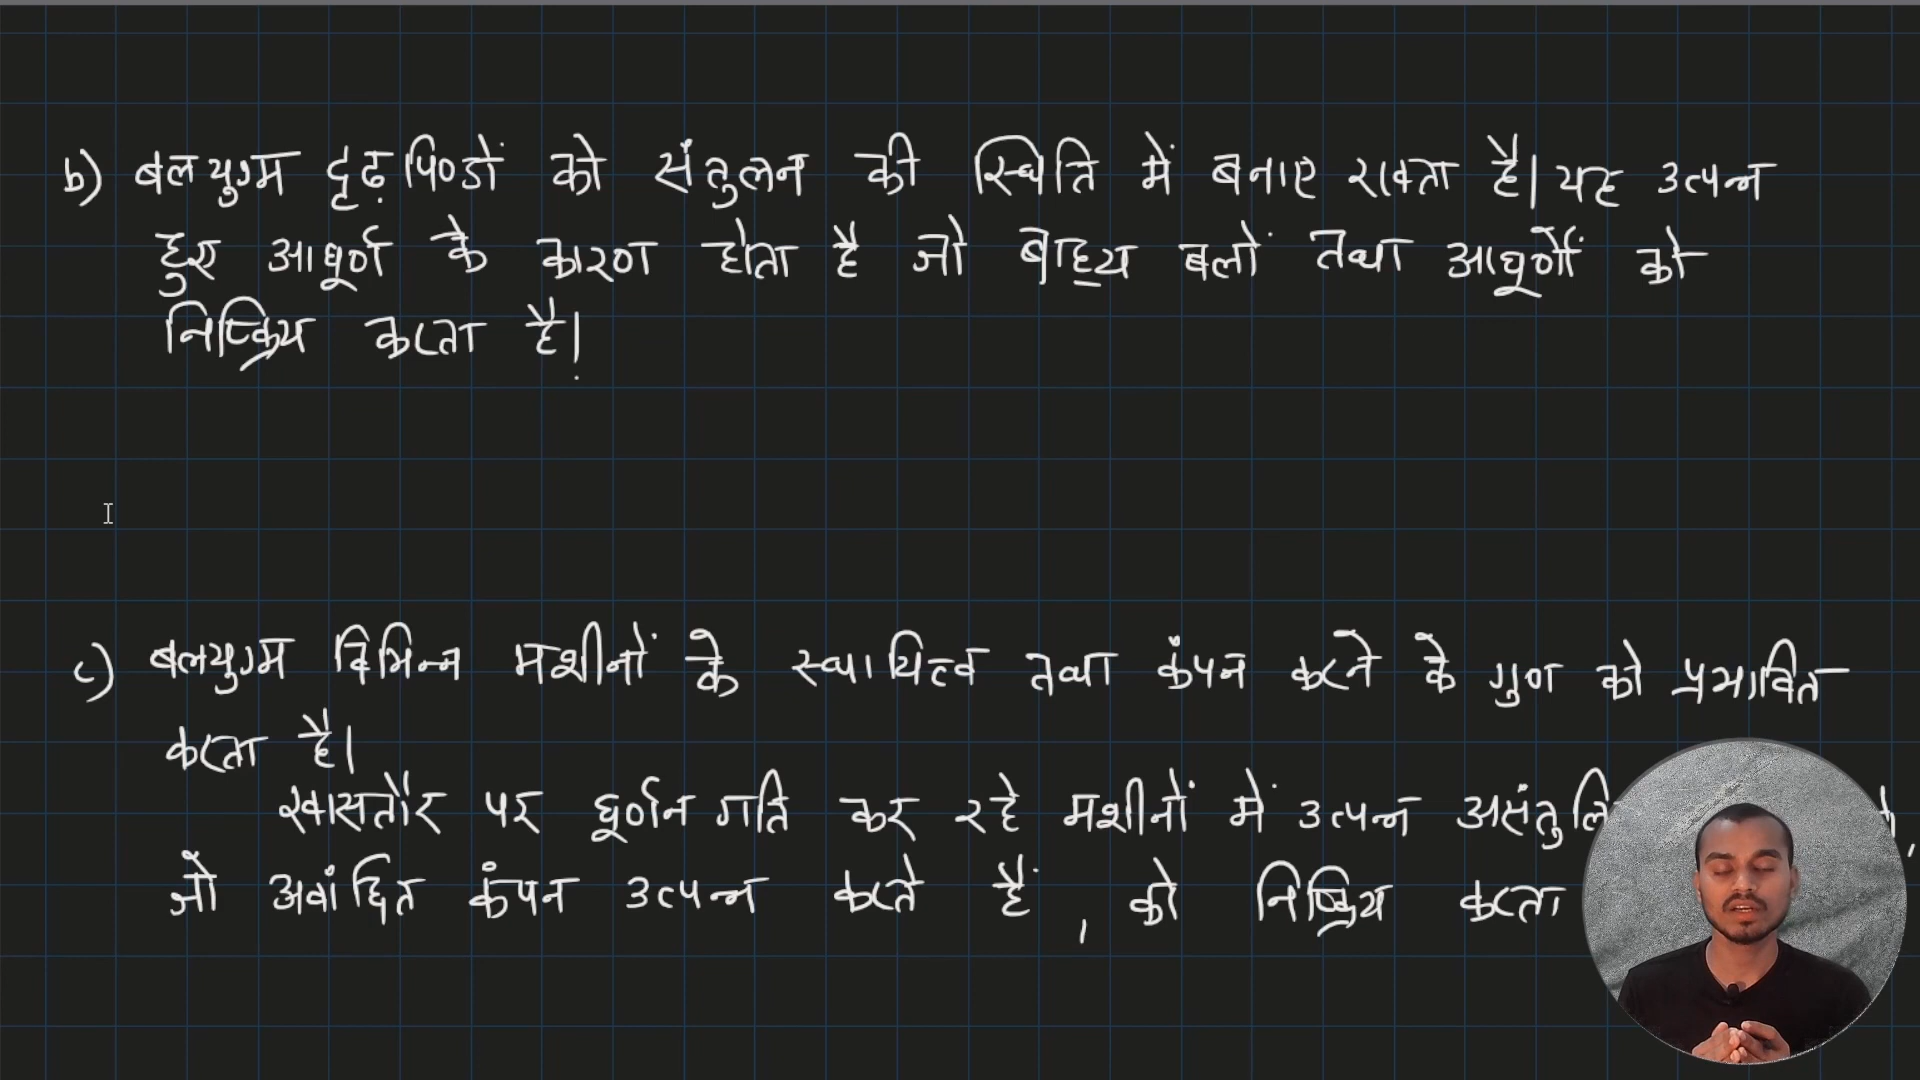 b) बलयुग्म दृढ़ पिण्डों को संतुलन की स्थिति में बनाए रखता है। यह उत्पन्न
हुए आघूर्ण के कारण होता है जो बाह्य बलों तथा आघूर्णों को
निष्क्रिय करता है।
c) बलयुग्म विभिन्न मशीनों के स्थायित्व तथा कंपन करने के गुण को प्रभावित
करता है।
खासतौर पर घूर्णन गति कर रहे मशीनों में उत्पन्न
जो अवांछित कंपन उत्पन्न करते हैं, को निष्क्रिय करता